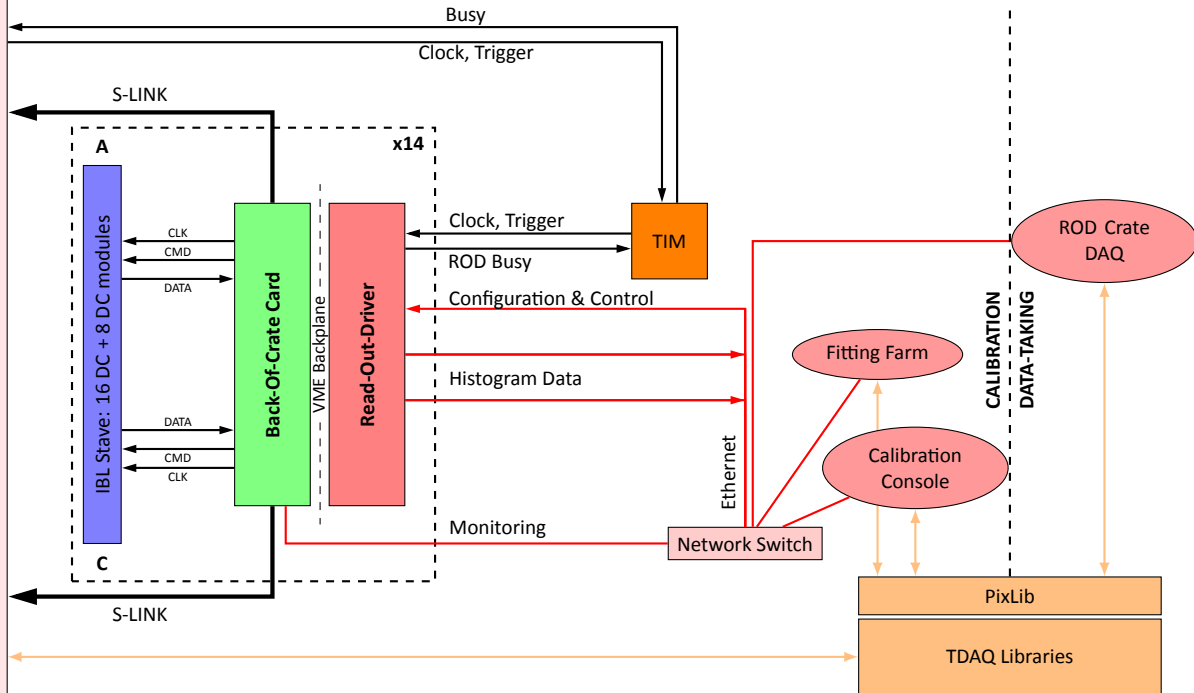 Busy
Clock, Trigger
S-LINK
A
x14
IBL Stave: 16 DC + 8 DC modules
CLK
CMD
DATA
DATA
CMD
CLK
Back-Of-Crate Card
VME Backplane
Read-Out-Driver
Clock, Trigger
ROD Busy
TIM
Configuration & Control
Histogram Data
Ethernet
Monitoring
Network Switch
ROD Crate
DAQ
CALIBRATION
DATA-TAKING
Fitting Farm
Calibration
Console
C
S-LINK
PixLib
TDAQ Libraries